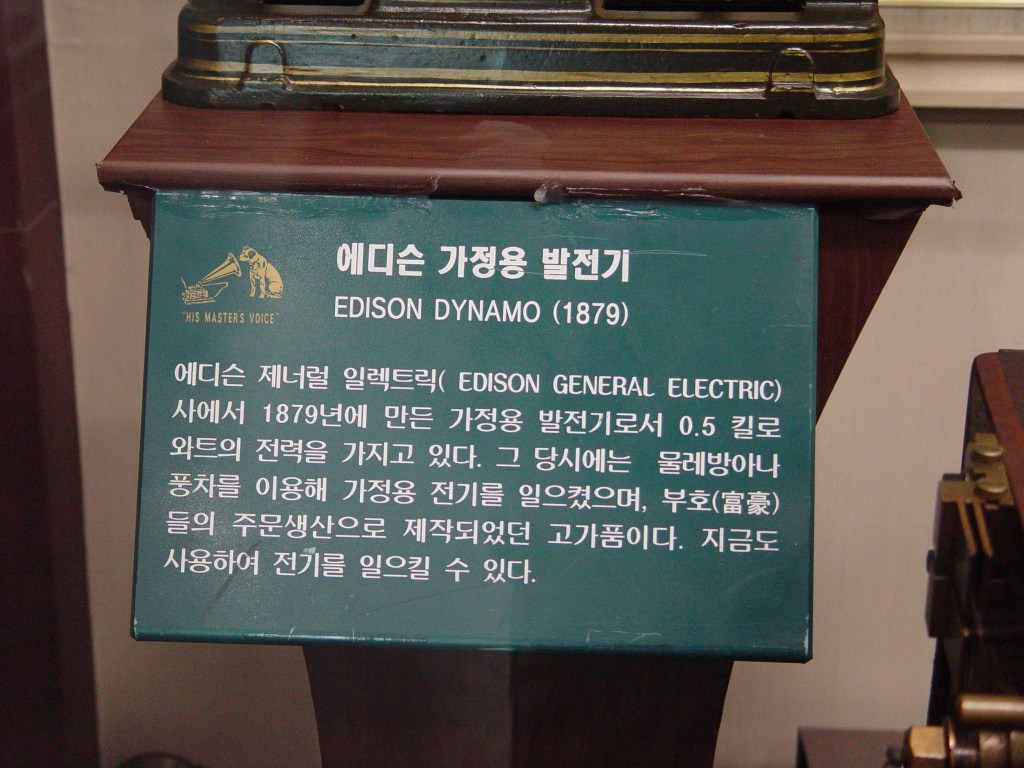 에디슨 가정용 발전기
EDISON DYNAMO (1879)
"HIS MASTER'S VOICE"
에디슨 제너럴 일렉트릭( EDISON GENERAL ELECTRIC)
사에서 1879년에 만든 가정용 발전기로서 0.5 킬로
와트의 전력을 가지고 있다. 그 당시에는 물레방아나
풍차를 이용해 가정용 전기를 일으켰으며, 부호(富豪)
들의 주문생산으로 제작되었던 고가품이다. 지금도
사용하여 전기를 일으킬 수 있다.